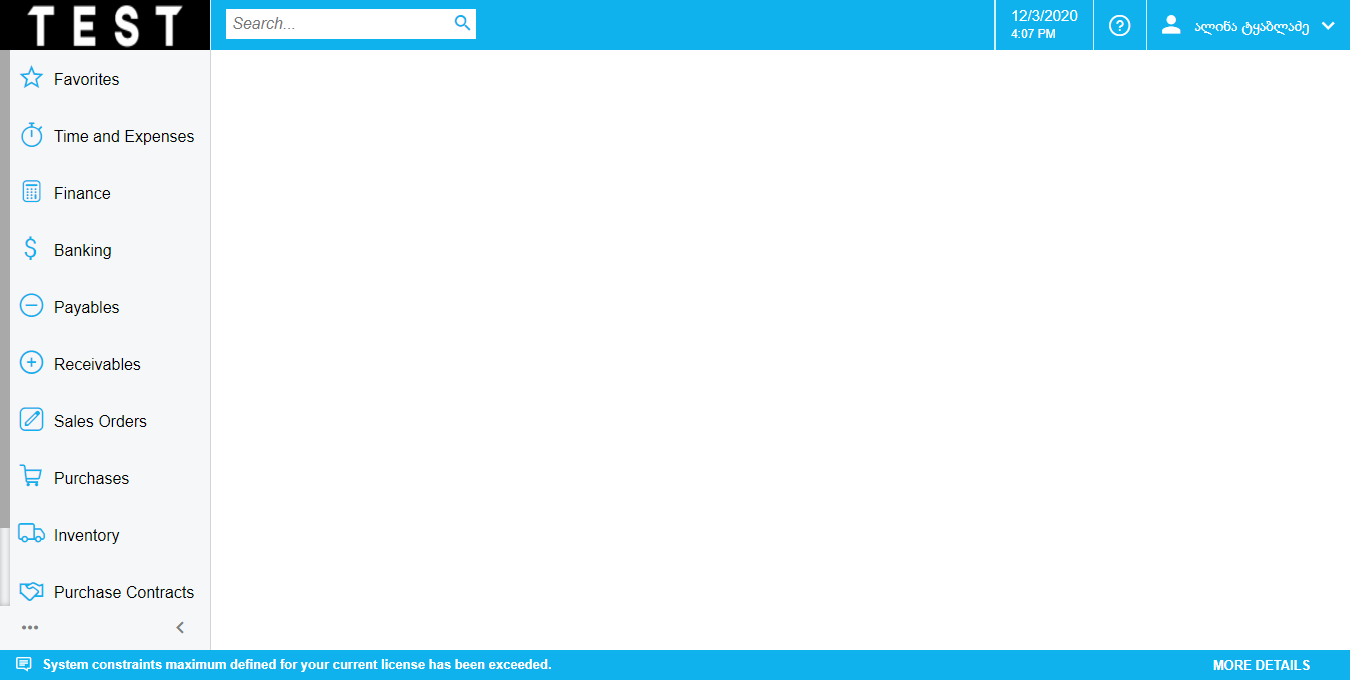 TEST
Search...
12/3/2020
4:07 PM
ალინა ტყაბლაძე
Favorites
Time and Expenses
Finance
Banking
Payables
Receivables
Sales Orders
Purchases
Inventory
Purchase Contracts
System constraints maximum defined for your current license has been exceeded.
MORE DETAILS